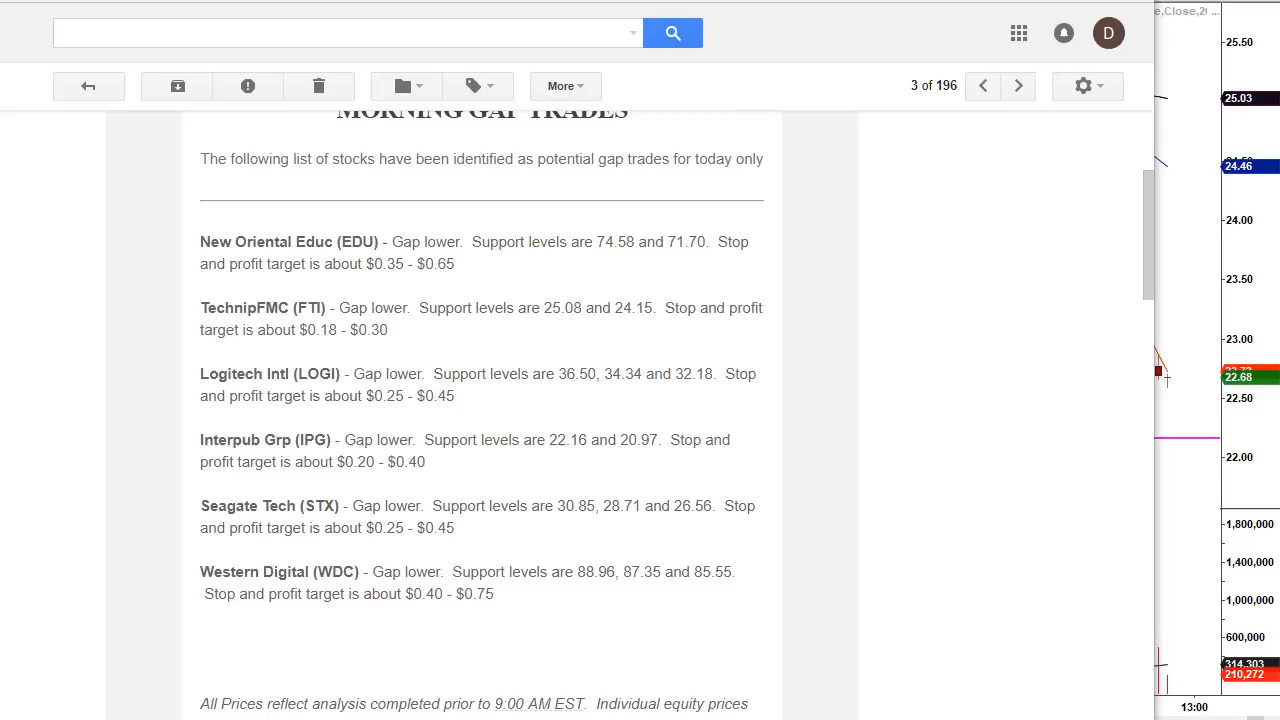 e,Close,2( ...
D
More
3 of 196
MORNING GAP TRADES
The following list of stocks have been identified as potential gap trades for today only
New Oriental Educ (EDU) - Gap lower.  Support levels are 74.58 and 71.70.  Stop
and profit target is about $0.35 - $0.65
TechnipFMC (FTI) - Gap lower.  Support levels are 25.08 and 24.15.  Stop and profit
target is about $0.18 - $0.30
Logitech Intl (LOGI) - Gap lower.  Support levels are 36.50, 34.34 and 32.18.  Stop
and profit target is about $0.25 - $0.45
Interpub Grp (IPG) - Gap lower.  Support levels are 22.16 and 20.97.  Stop and
profit target is about $0.20 - $0.40
Seagate Tech (STX) - Gap lower.  Support levels are 30.85, 28.71 and 26.56.  Stop
and profit target is about $0.25 - $0.45
Western Digital (WDC) - Gap lower.  Support levels are 88.96, 87.35 and 85.55.
Stop and profit target is about $0.40 - $0.75
All Prices reflect analysis completed prior to 9:00 AM EST.  Individual equity prices
25.50
25.03
24.46
24.00
23.50
23.00
22.68
22.50
22.00
1,800,000
1,400,000
1,000,000
600,000
314,303
210,272
13:00